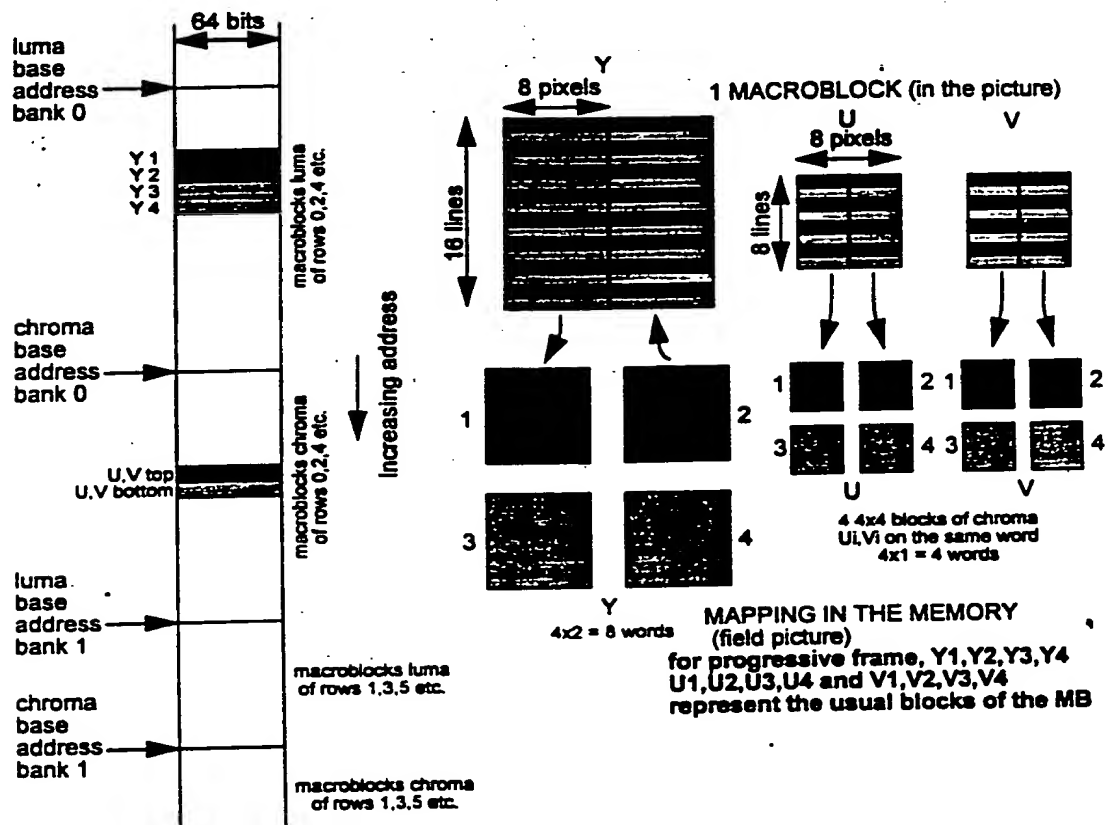 64 bits
luma
base
address
bank 0
Y 1
Y 2
Y 3
Y 4
macroblocks luma
of rows 0,2,4 etc.
chroma
base
address
bank 0
Increasing address
U,V top
U,V bottom
macroblocks chroma
of rows 0,2,4 etc.
luma
base
address
bank 1
macroblocks luma
of rows 1,3,5 etc.
chroma
base
address
bank 1
macroblocks chroma
of rows 1,3,5 etc.
Y
8 pixels
16 lines
1 MACROBLOCK (in the picture)
U
V
8 pixels
8 lines
1
2
3
4
Y
4x2 = 8 words
1
2
3
4
U
1
2
3
4
V
4 4x4 blocks of chroma
Ui,Vi on the same word
4x1 = 4 words
MAPPING IN THE MEMORY
(field picture)
for progressive frame, Y1,Y2,Y3,Y4
U1,U2,U3,U4 and V1,V2,V3,V4
represent the usual blocks of the MB